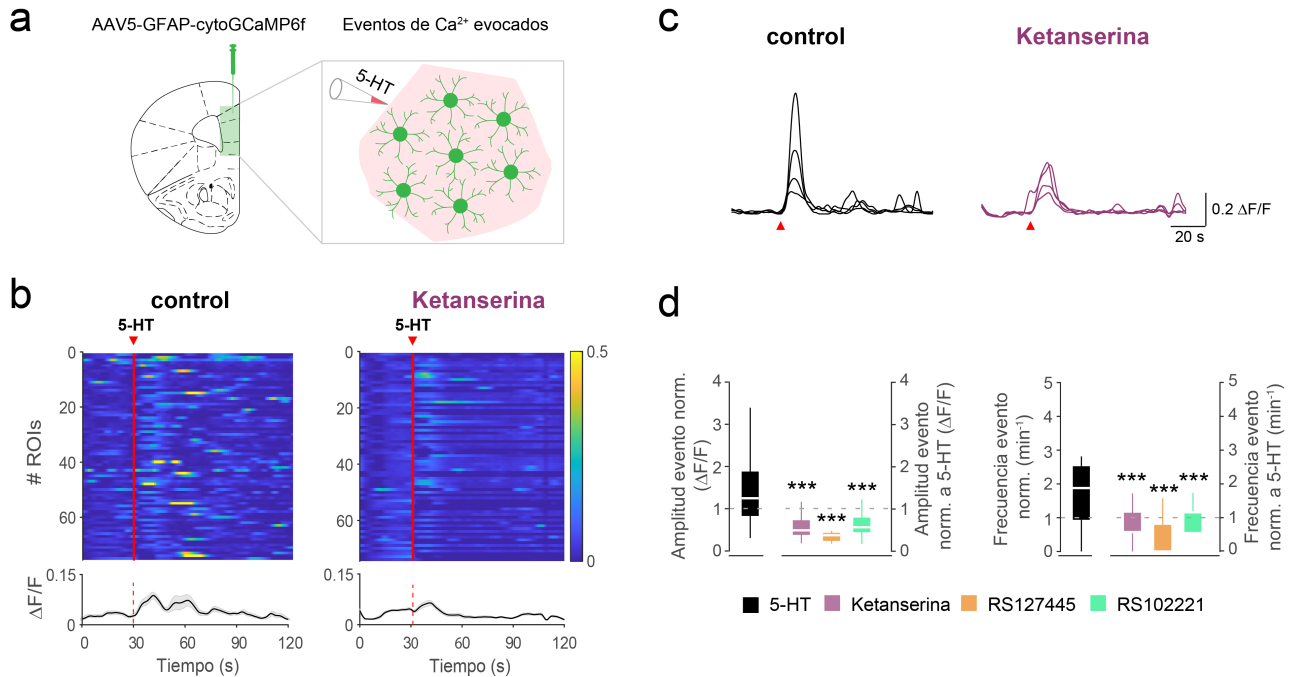 a
AAV5-GFAP-cytoGCaMP6f
Eventos de Ca²⁺ evocados
5-HT
b
control
Ketanserina
5-HT
5-HT
# ROIs
0
20
40
60
0
20
40
60
0.5
0
ΔF/F
0.15
0
0.15
0
0 30 60 90 120
0 30 60 90 120
Tiempo (s)
Tiempo (s)
c
control
Ketanserina
0.2 ΔF/F
20 s
d
Amplitud evento norm.
(ΔF/F)
4
3
2
1
0
***
***
***
4
3
2
1
0
Amplitud evento
norm. a 5-HT (ΔF/F)
Frecuencia evento
norm. (min⁻¹)
5
4
3
2
1
0
***
***
***
5
4
3
2
1
0
Frecuencia evento
norm. a 5-HT (min⁻¹)
5-HT
Ketanserina
RS127445
RS102221